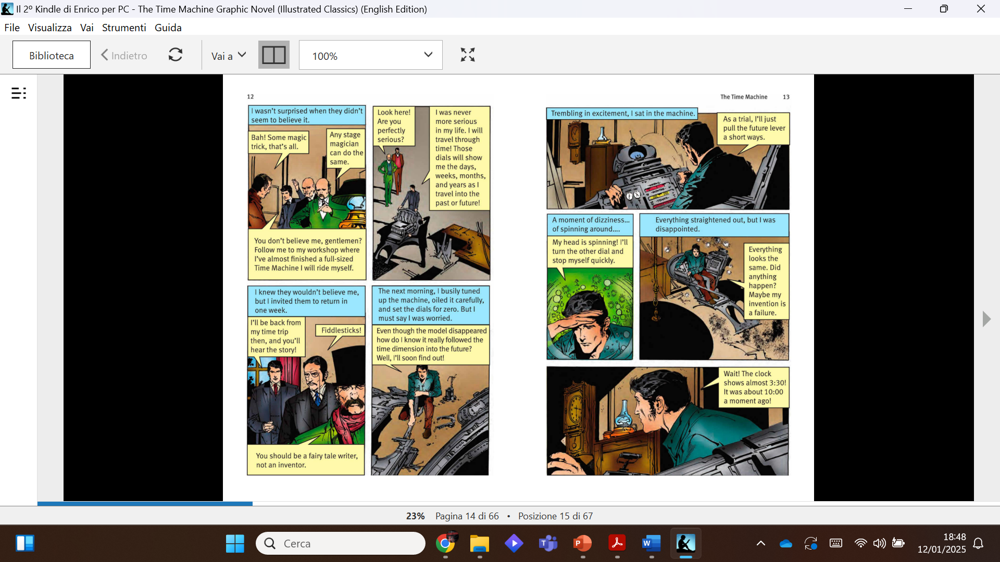 Il 2º Kindle di Enrico per PC - The Time Machine Graphic Novel (Illustrated Classics) (English Edition)
File Visualizza Vai Strumenti Guida
Biblioteca
Indietro
Vai a
100%
12
I wasn't surprised when they didn't
seem to believe it.
Bah! Some magic
trick, that's all.
Any stage
magician
can do the
same.
You don't believe me, gentlemen?
Follow me to my workshop where
I've almost finished a full-sized
Time Machine I will ride myself.
Look here!
Are you
perfectly
serious?
I was never
more serious
in my life. I will
travel through
time! Those
dials will show
me the days,
weeks, months,
and years as I
travel into the
past or future!
I knew they wouldn't believe me,
but I invited them to return in
one week.
I'll be back from
my time trip
then, and you'll
hear the story!
Fiddlesticks!
You should be a fairy tale writer,
not an inventor.
The next morning, I busily tuned
up the machine, oiled it carefully,
and set the dials for zero. But I
must say I was worried.
Even though the model disappeared
how do I know it really followed the
time dimension into the future?
Well, I'll soon find out!
The Time Machine 13
Trembling in excitement, I sat in the machine.
As a trial, I'll just
pull the future lever
a short ways.
WEEKS
MONTHS
YEARS
A moment of dizziness...
of spinning around....
My head is spinning! I'll
turn the other dial and
stop myself quickly.
Everything straightened out, but I was
disappointed.
Everything
looks the
same. Did
anything
happen?
Maybe my
invention is
a failure.
Wait! The clock
shows almost 3:30!
It was about 10:00
a moment ago!
23% Pagina 14 di 66 • Posizione 15 di 67
Cerca
18:48
12/01/2025